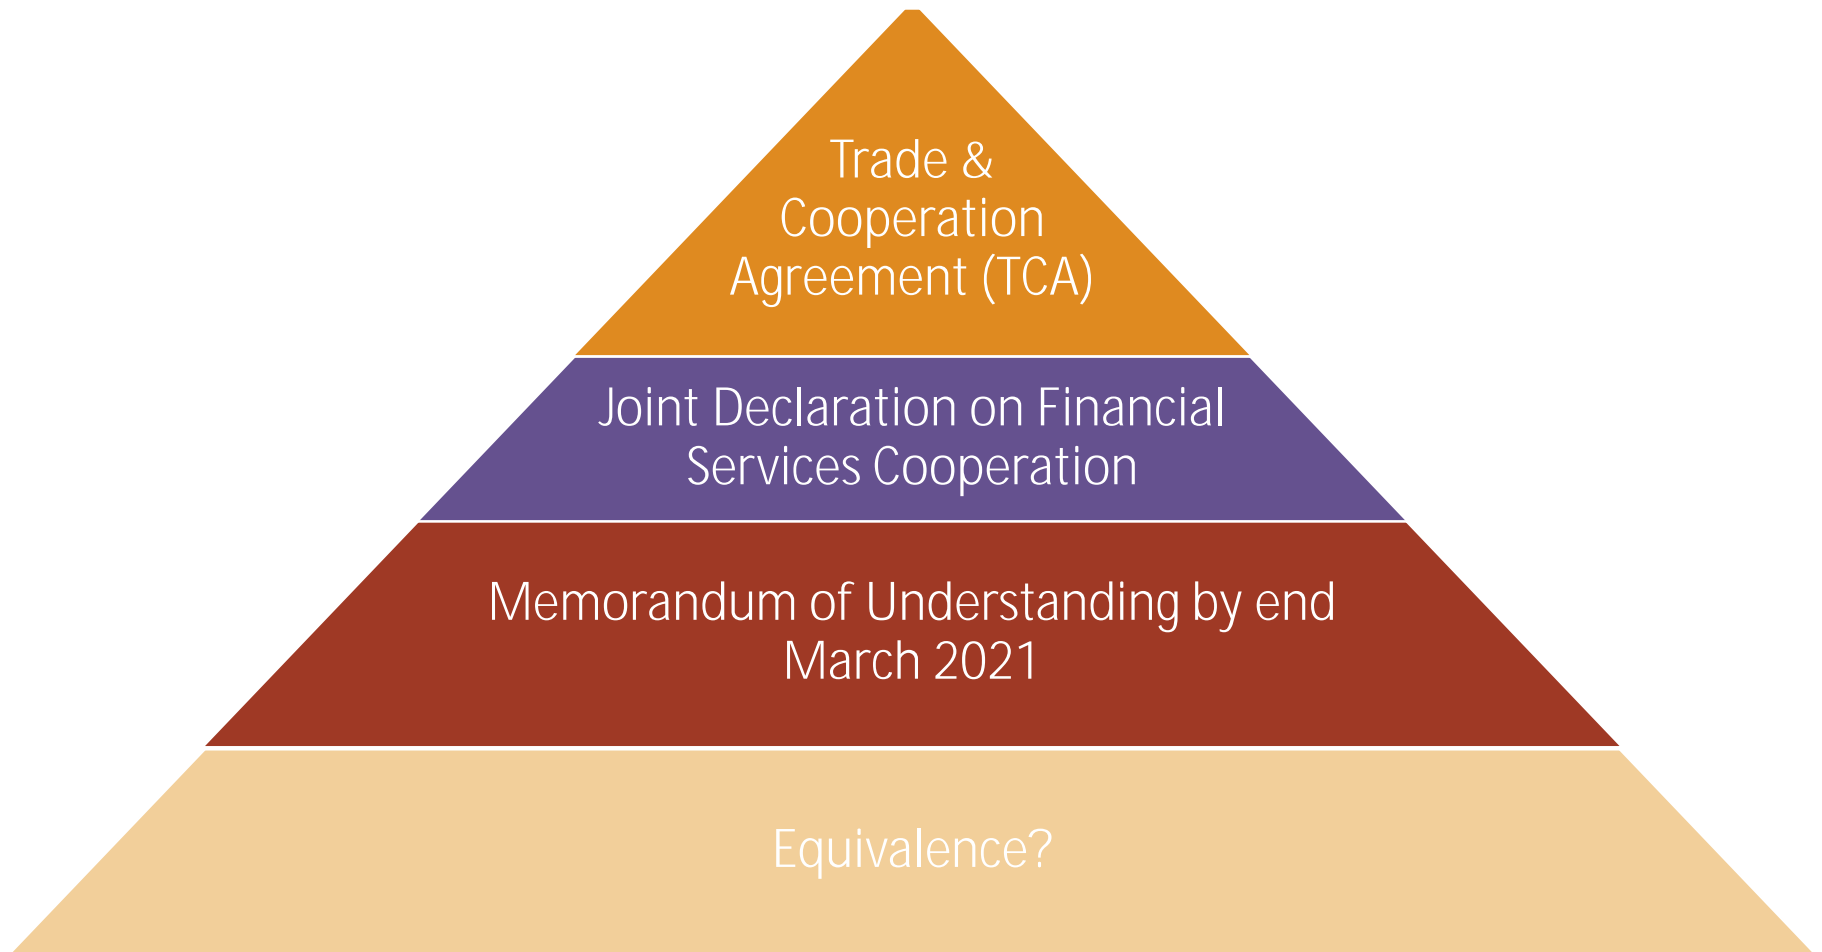 Trade &
Cooperation
Agreement (TCA)
Joint Declaration on Financial
Services Cooperation
Memorandum of Understanding by end
March 2021
Equivalence?